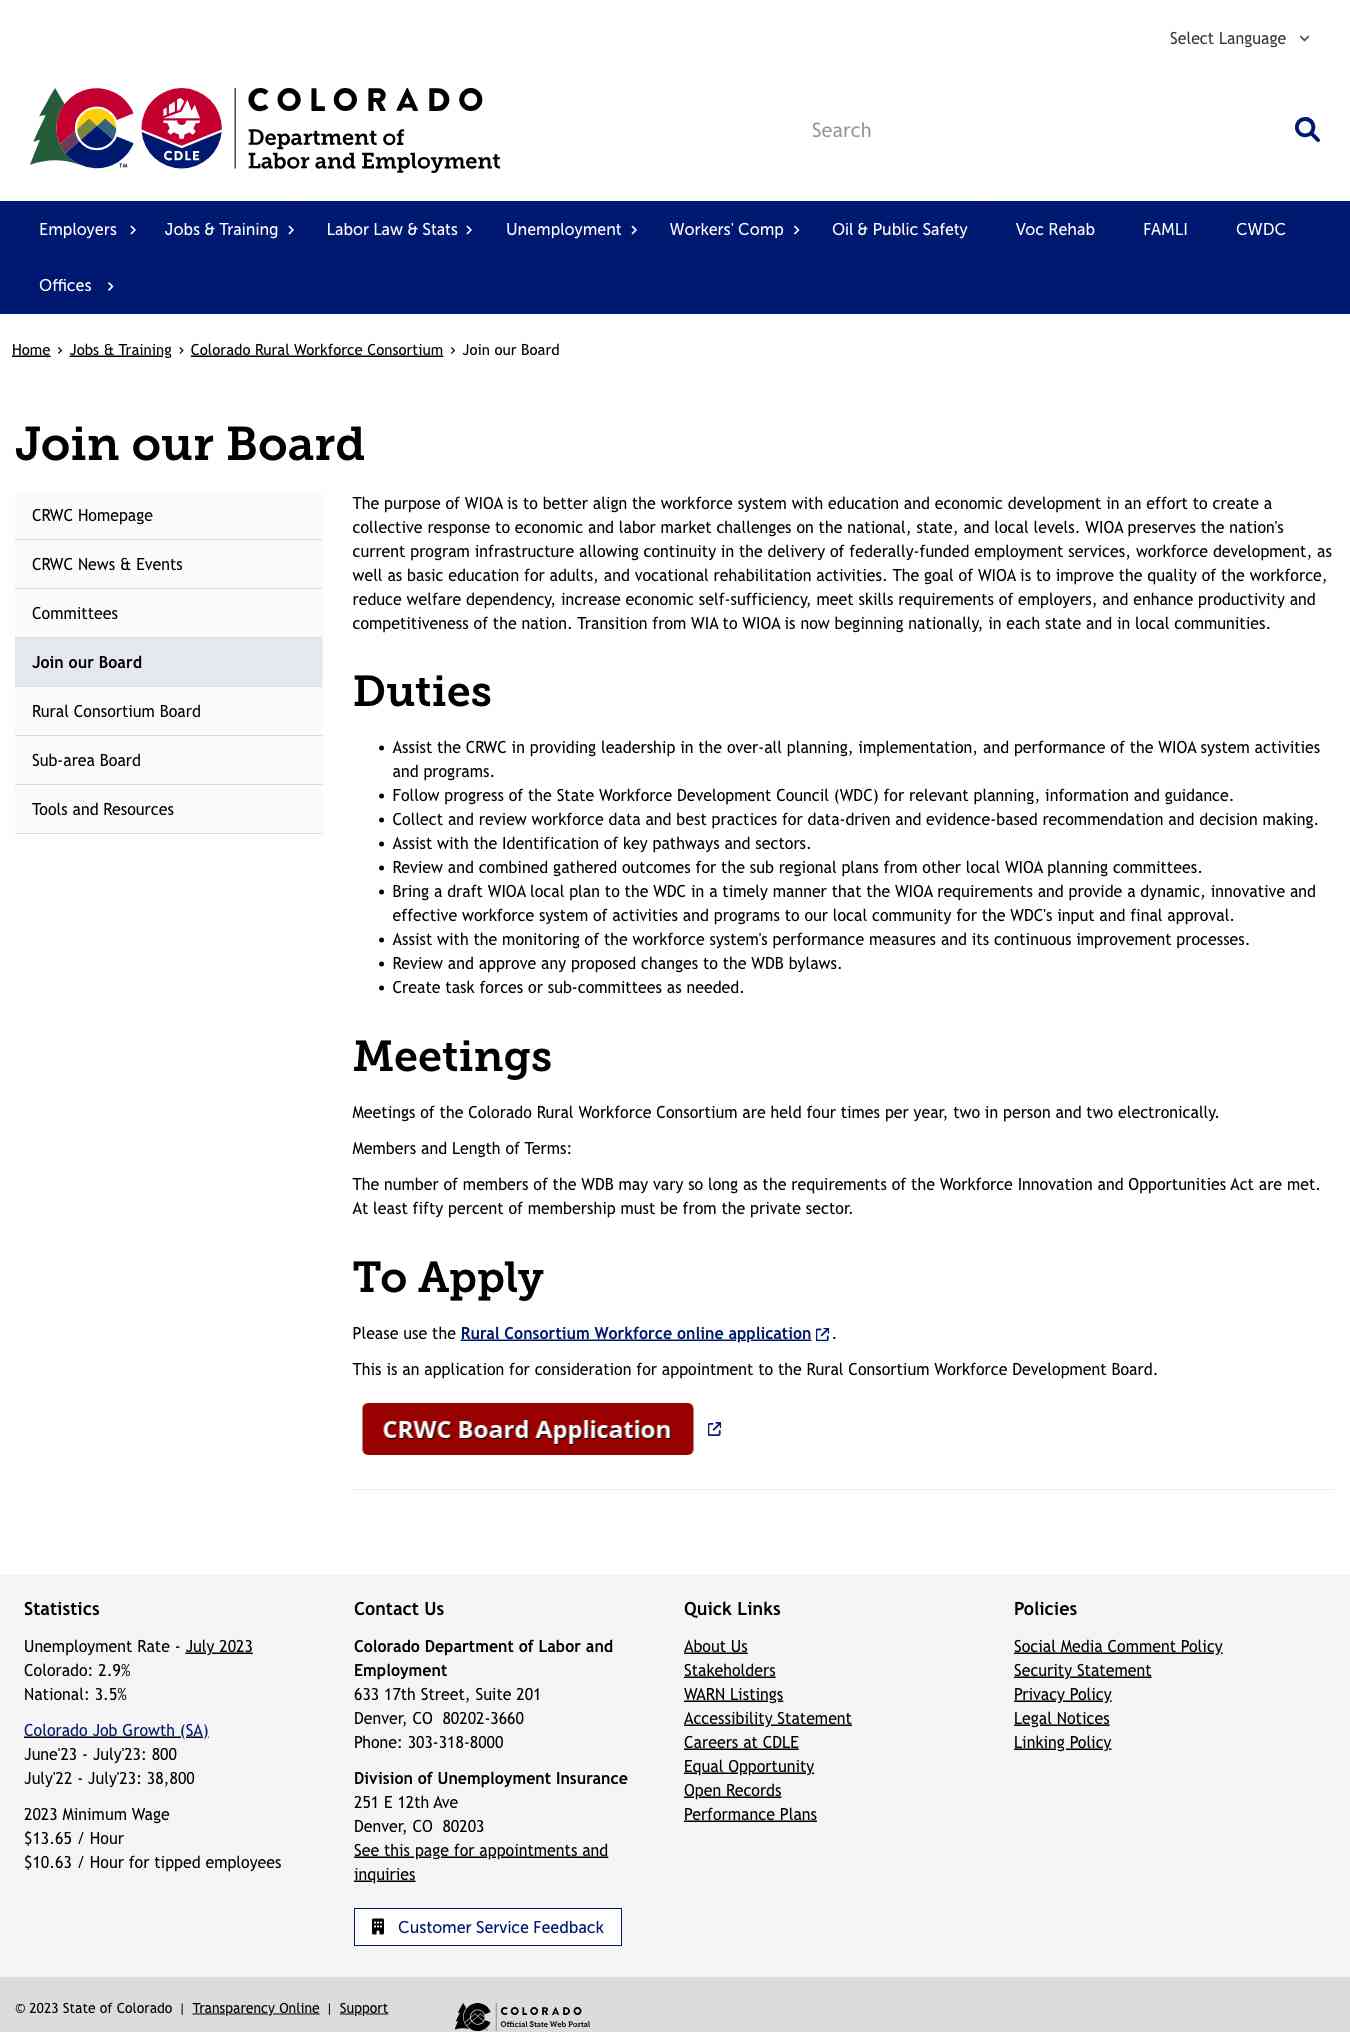 Select Language
COLORADO
Department of
Labor and Employment
CDLE
TM
Search
Employers Jobs & Training Labor Law & Stats Unemployment Workers' Comp Oil & Public Safety Voc Rehab FAMLI CWDC
Offices
Home › Jobs & Training › Colorado Rural Workforce Consortium › Join our Board
Join our Board
CRWC Homepage
CRWC News & Events
Committees
Join our Board
Rural Consortium Board
Sub-area Board
Tools and Resources
The purpose of WIOA is to better align the workforce system with education and economic development in an effort to create a
collective response to economic and labor market challenges on the national, state, and local levels. WIOA preserves the nation's
current program infrastructure allowing continuity in the delivery of federally-funded employment services, workforce development, as
well as basic education for adults, and vocational rehabilitation activities. The goal of WIOA is to improve the quality of the workforce,
reduce welfare dependency, increase economic self-sufficiency, meet skills requirements of employers, and enhance productivity and
competitiveness of the nation. Transition from WIA to WIOA is now beginning nationally, in each state and in local communities.
Duties
• Assist the CRWC in providing leadership in the over-all planning, implementation, and performance of the WIOA system activities
and programs.
• Follow progress of the State Workforce Development Council (WDC) for relevant planning, information and guidance.
• Collect and review workforce data and best practices for data-driven and evidence-based recommendation and decision making.
• Assist with the Identification of key pathways and sectors.
• Review and combined gathered outcomes for the sub regional plans from other local WIOA planning committees.
• Bring a draft WIOA local plan to the WDC in a timely manner that the WIOA requirements and provide a dynamic, innovative and
effective workforce system of activities and programs to our local community for the WDC's input and final approval.
• Assist with the monitoring of the workforce system's performance measures and its continuous improvement processes.
• Review and approve any proposed changes to the WDB bylaws.
• Create task forces or sub-committees as needed.
Meetings
Meetings of the Colorado Rural Workforce Consortium are held four times per year, two in person and two electronically.
Members and Length of Terms:
The number of members of the WDB may vary so long as the requirements of the Workforce Innovation and Opportunities Act are met.
At least fifty percent of membership must be from the private sector.
To Apply
Please use the Rural Consortium Workforce online application .
This is an application for consideration for appointment to the Rural Consortium Workforce Development Board.
CRWC Board Application
Statistics
Unemployment Rate - July 2023
Colorado: 2.9%
National: 3.5%
Colorado Job Growth (SA)
June'23 - July'23: 800
July'22 - July'23: 38,800
2023 Minimum Wage
$13.65 / Hour
$10.63 / Hour for tipped employees
Contact Us
Colorado Department of Labor and
Employment
633 17th Street, Suite 201
Denver, CO 80202-3660
Phone: 303-318-8000
Division of Unemployment Insurance
251 E 12th Ave
Denver, CO 80203
See this page for appointments and
inquiries
Customer Service Feedback
Quick Links
About Us
Stakeholders
WARN Listings
Accessibility Statement
Careers at CDLE
Equal Opportunity
Open Records
Performance Plans
Policies
Social Media Comment Policy
Security Statement
Privacy Policy
Legal Notices
Linking Policy
© 2023 State of Colorado | Transparency Online | Support
COLORADO
Official State Web Portal